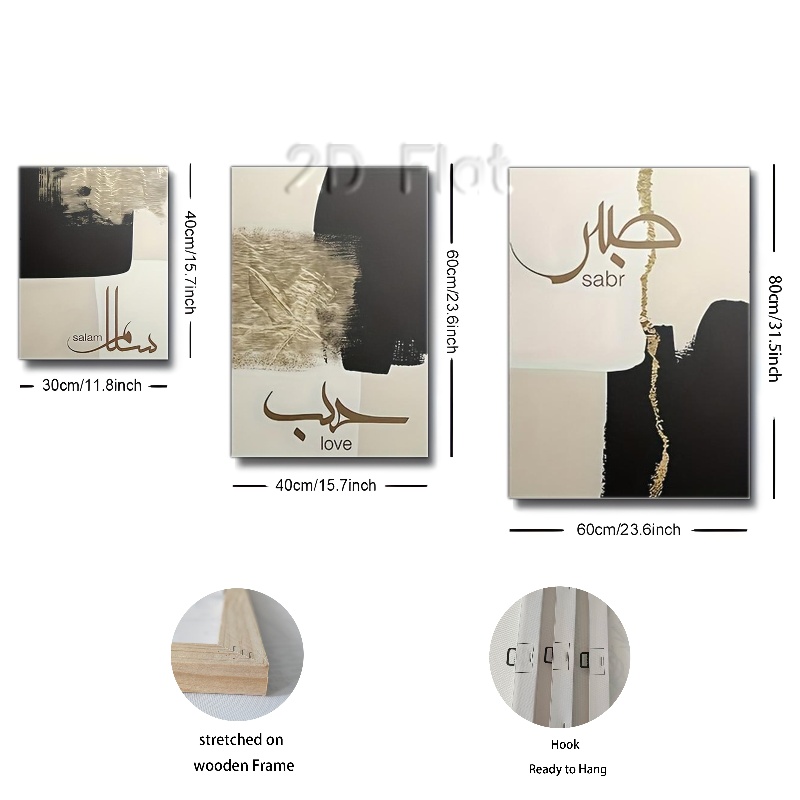 2D Flat
salam
سلام
40cm/15.7inch
30cm/11.8inch
حب
love
60cm/23.6inch
40cm/15.7inch
صبر
sabr
80cm/31.5inch
60cm/23.6inch
stretched on
wooden Frame
Hook
Ready to Hang